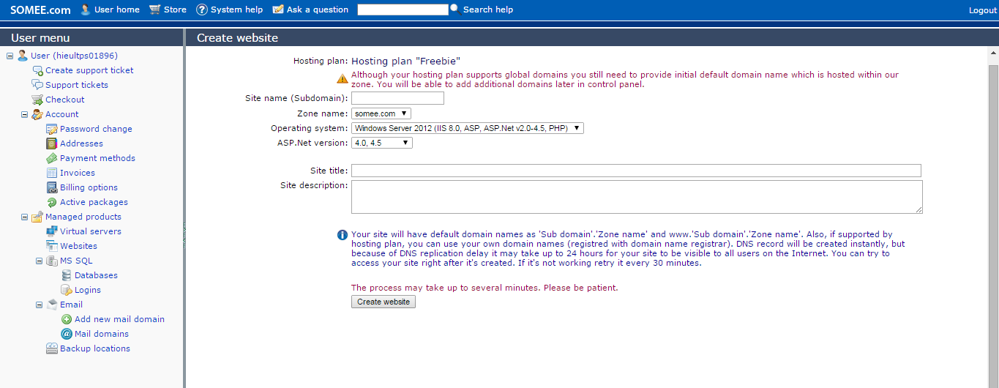 SOMEE.com User home Store System help Ask a question Search help Logout
User menu
User (hieultps01896)
Create support ticket
Support tickets
Checkout
Account
Password change
Addresses
Payment methods
Invoices
Billing options
Active packages
Managed products
Virtual servers
Websites
MS SQL
Databases
Logins
Email
Add new mail domain
Mail domains
Backup locations
Create website
Hosting plan: Hosting plan "Freebie"
Although your hosting plan supports global domains you still need to provide initial default domain name which is hosted within our
zone. You will be able to add additional domains later in control panel.
Site name (Subdomain):
Zone name: somee.com
Operating system: Windows Server 2012 (IIS 8.0, ASP, ASP.Net v2.0-4.5, PHP)
ASP.Net version: 4.0, 4.5
Site title:
Site description:
Your site will have default domain names as 'Sub domain'.'Zone name' and www.'Sub domain'.'Zone name'. Also, if supported by
hosting plan, you can use your own domain names (registred with domain name registrar). DNS record will be created instantly, but
because of DNS replication delay it may take up to 24 hours for your site to be visible to all users on the Internet. You can try to
access your site right after it's created. If it's not working retry it every 30 minutes.
The process may take up to several minutes. Please be patient.
Create website